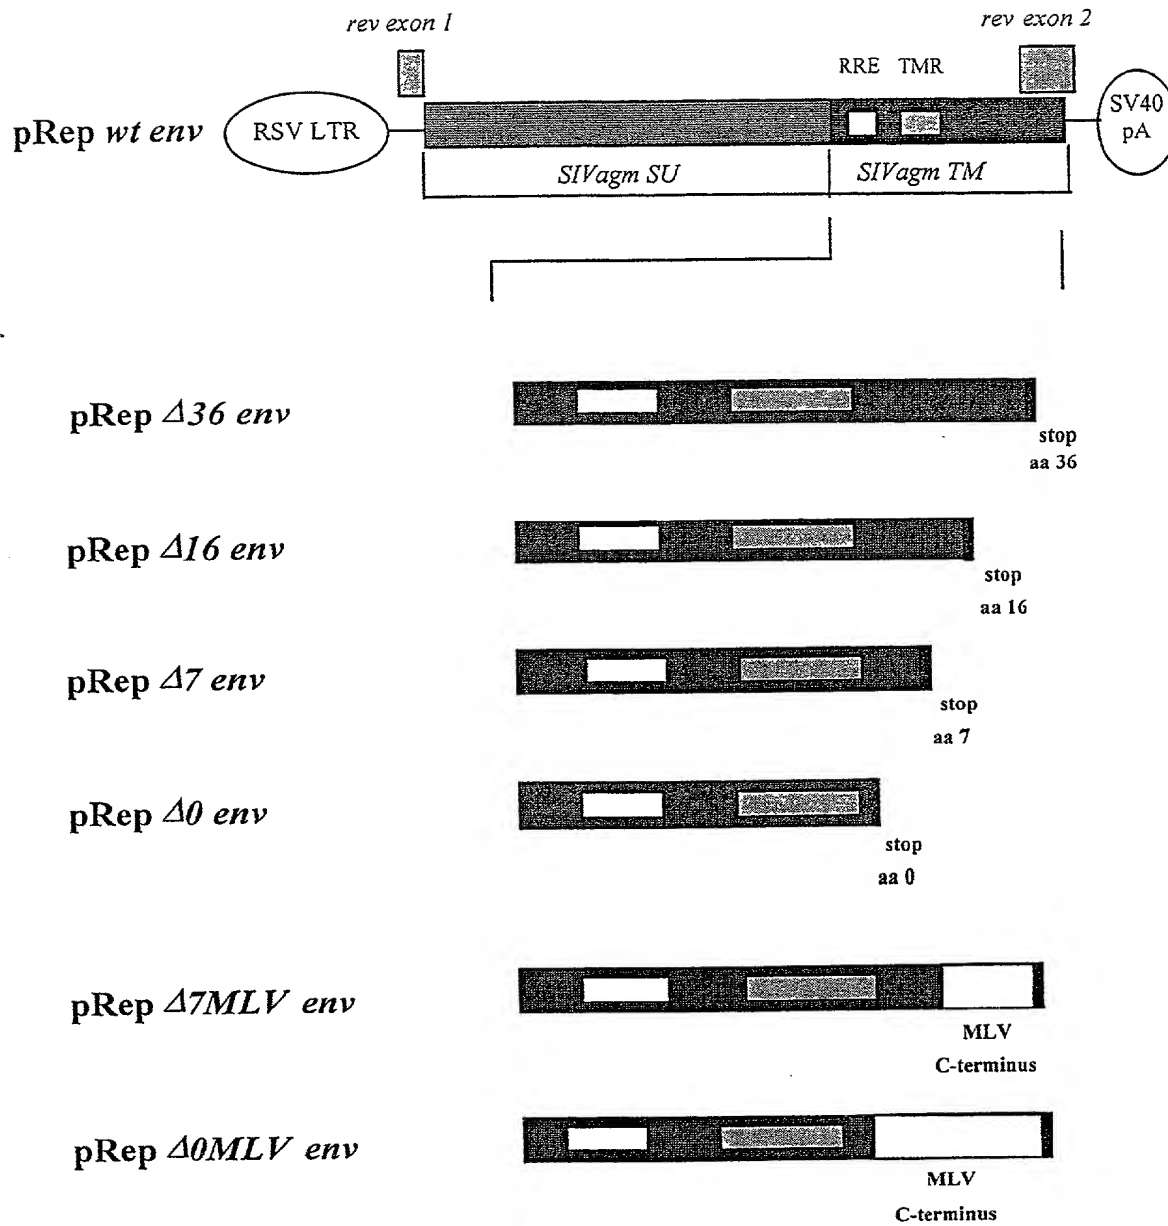 rev exon 1
rev exon 2
RRE TMR
pRep wt env
RSV LTR
SV40
pA
SIVagm SU
SIVagm TM
pRep Δ36 env
stop
aa 36
pRep Δ16 env
stop
aa 16
pRep Δ7 env
stop
aa 7
pRep Δ0 env
stop
aa 0
pRep Δ7MLV env
MLV
C-terminus
pRep Δ0MLV env
MLV
C-terminus